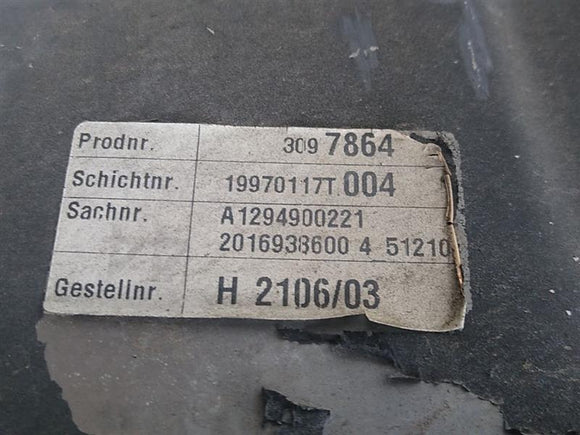 Prodnr. 309 7864
Schichtnr. 19970117T 004
Sachnr. A1294900221
2016938600 4 51210
Gestellnr. H 2106/03